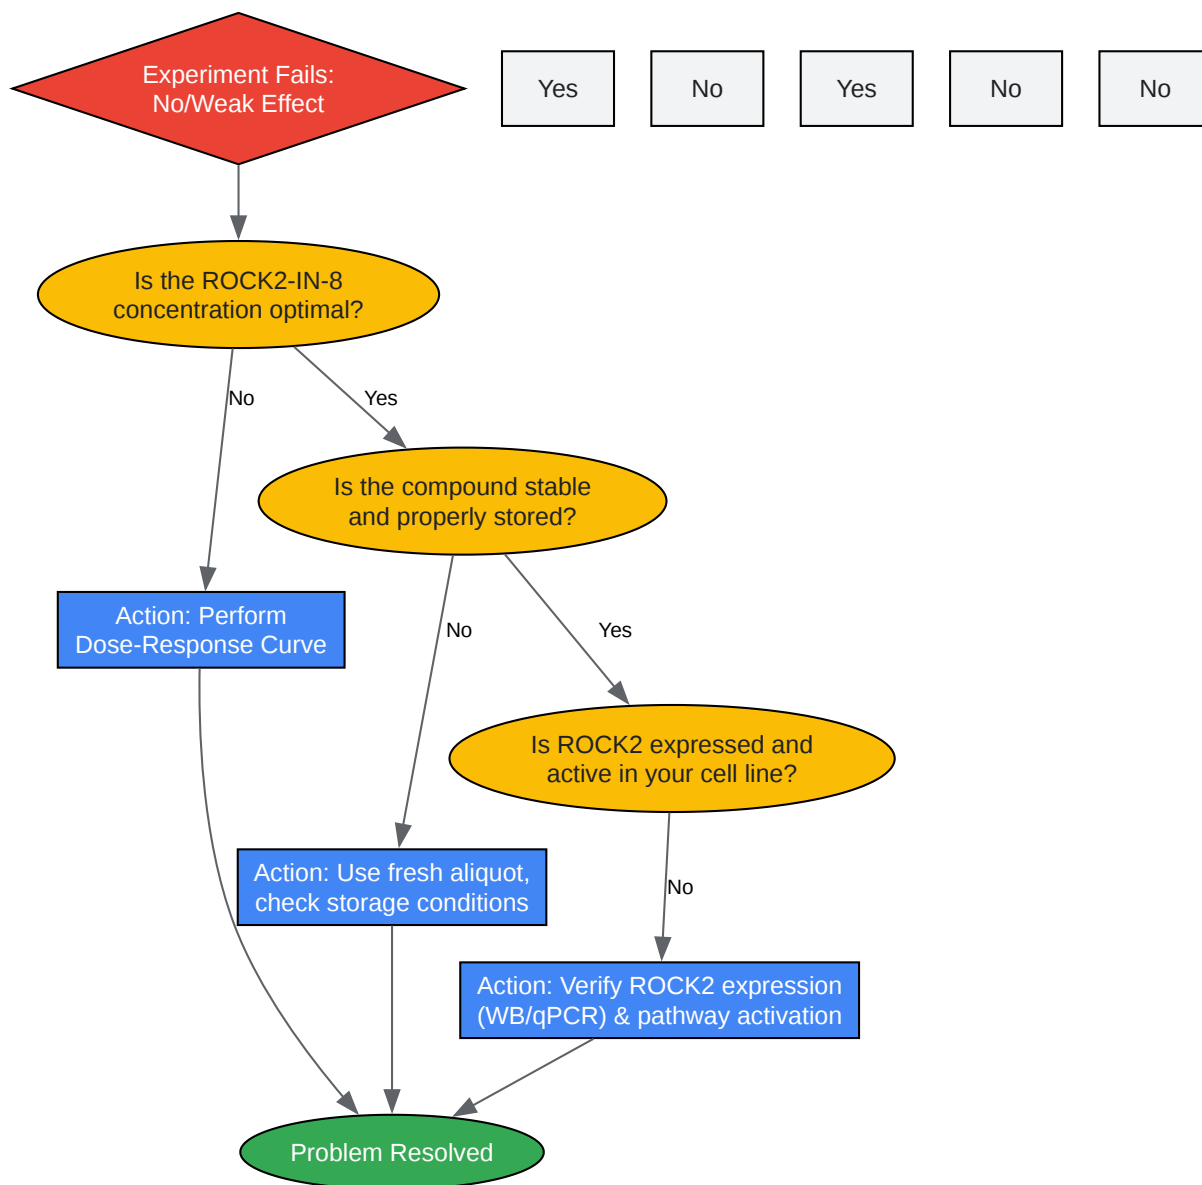 Experiment Fails:
No/Weak Effect
Yes
No
Yes
No
No
Is the ROCK2-IN-8
concentration optimal?
No
Yes
Is the compound stable
and properly stored?
Action: Perform
Dose-Response Curve
No
Yes
Is ROCK2 expressed and
active in your cell line?
Action: Use fresh aliquot,
check storage conditions
No
Action: Verify ROCK2 expression
(WB/qPCR) & pathway activation
Problem Resolved